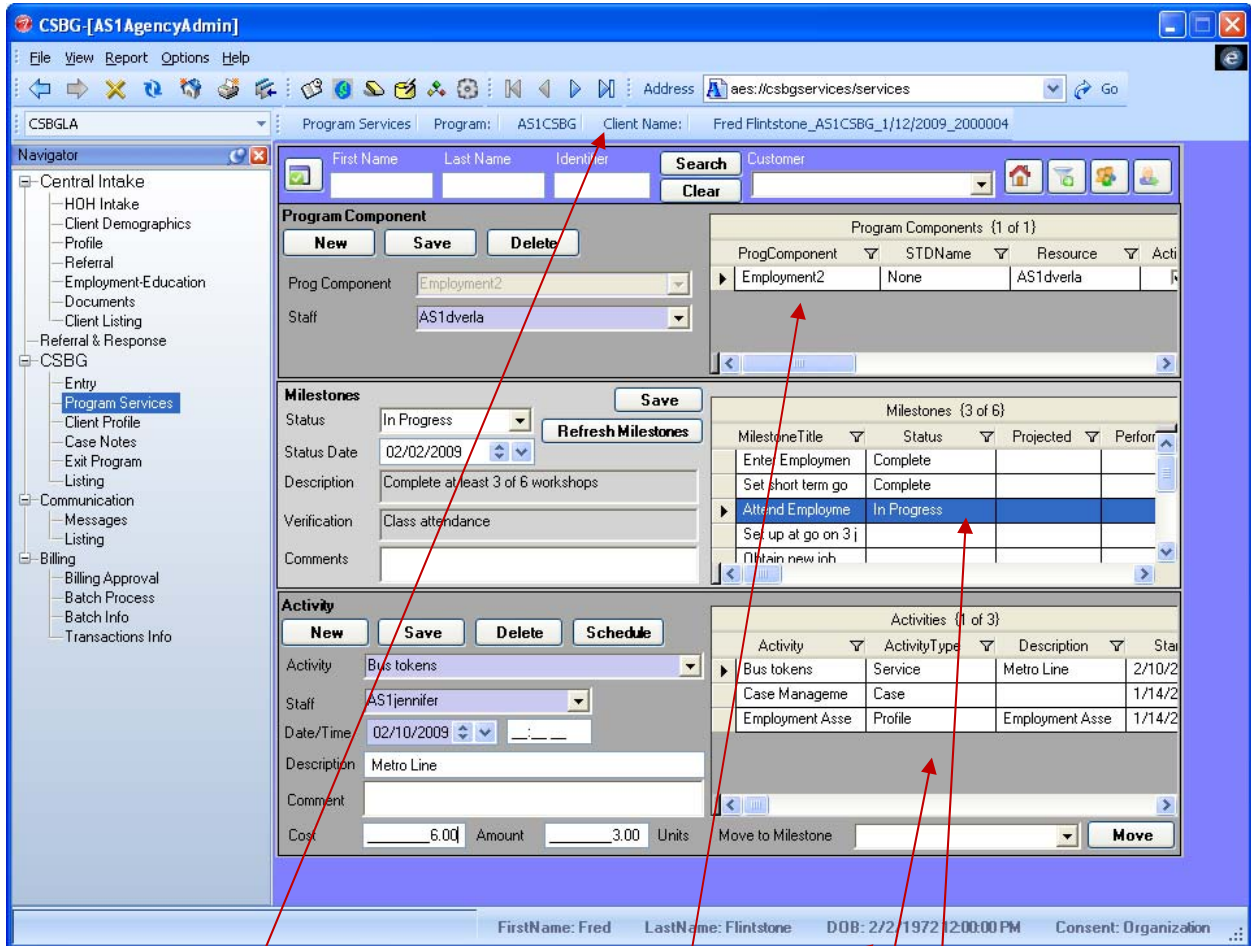 CSBG-[AS1AgencyAdmin]
File View Report Options Help
Address aes://csbgservices/services Go
CSBGLA Program Services Program: AS1CSBG Client Name: Fred Flintstone_AS1CSBG_1/12/2009_2000004
Navigator
Central Intake
HOH Intake
Client Demographics
Profile
Referral
Employment-Education
Documents
Client Listing
Referral & Response
CSBG
Entry
Program Services
Client Profile
Case Notes
Exit Program
Listing
Communication
Messages
Listing
Billing
Billing Approval
Batch Process
Batch Info
Transactions Info
First Name Last Name Identifier Search Customer
Clear
Program Component
New Save Delete
Prog Component Employment2
Staff AS1dverla
Program Components {1 of 1}
ProgComponent STDName Resource Acti
Employment2 None AS1dverla
Milestones Save
Status In Progress Refresh Milestones
Status Date 02/02/2009
Description Complete at least 3 of 6 workshops
Verification Class attendance
Comments
Milestones {3 of 6}
MilestoneTitle Status Projected Perform
Enter Employmen Complete
Set short term go Complete
Attend Employme In Progress
Set up at go on 3 j
Obtain new job
Activity
New Save Delete Schedule
Activity Bus tokens
Staff AS1jennifer
Date/Time 02/10/2009 __:__ __
Description Metro Line
Comment
Cost 6.00 Amount 3.00 Units
Activities {1 of 3}
Activity ActivityType Description Star
Bus tokens Service Metro Line 2/10/2
Case Manageme Case 1/14/2
Employment Asse Profile Employment Asse 1/14/2
Move to Milestone Move
FirstName: Fred LastName: Flintstone DOB: 2/2/1972 12:00:00 PM Consent: Organization